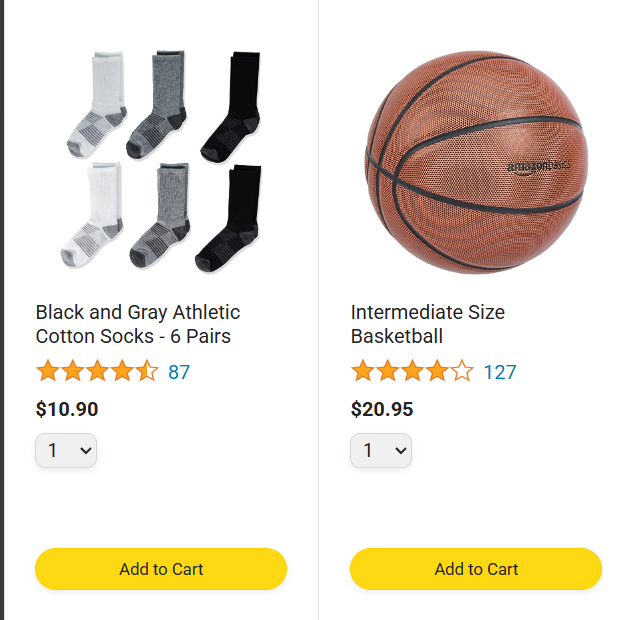 Black and Gray Athletic
Cotton Socks - 6 Pairs
87
$10.90
1
Add to Cart
amazonbasics
Intermediate Size
Basketball
127
$20.95
1
Add to Cart